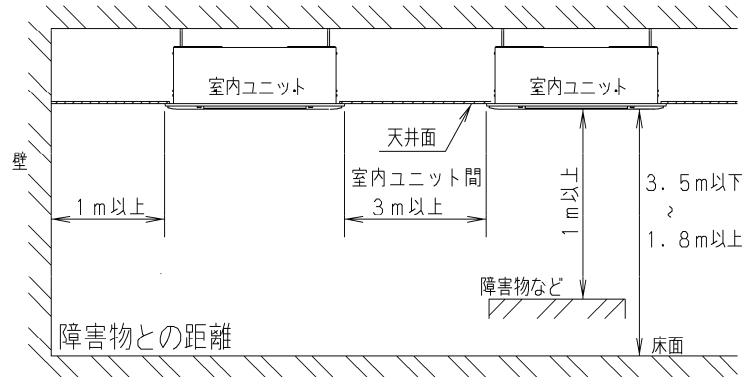 室内ユニット
室内ユニット
天井面
壁
室内ユニット間
1m以上
3m以上
1m以上
3.5m以下
~
1.8m以上
障害物など
障害物との距離
床面